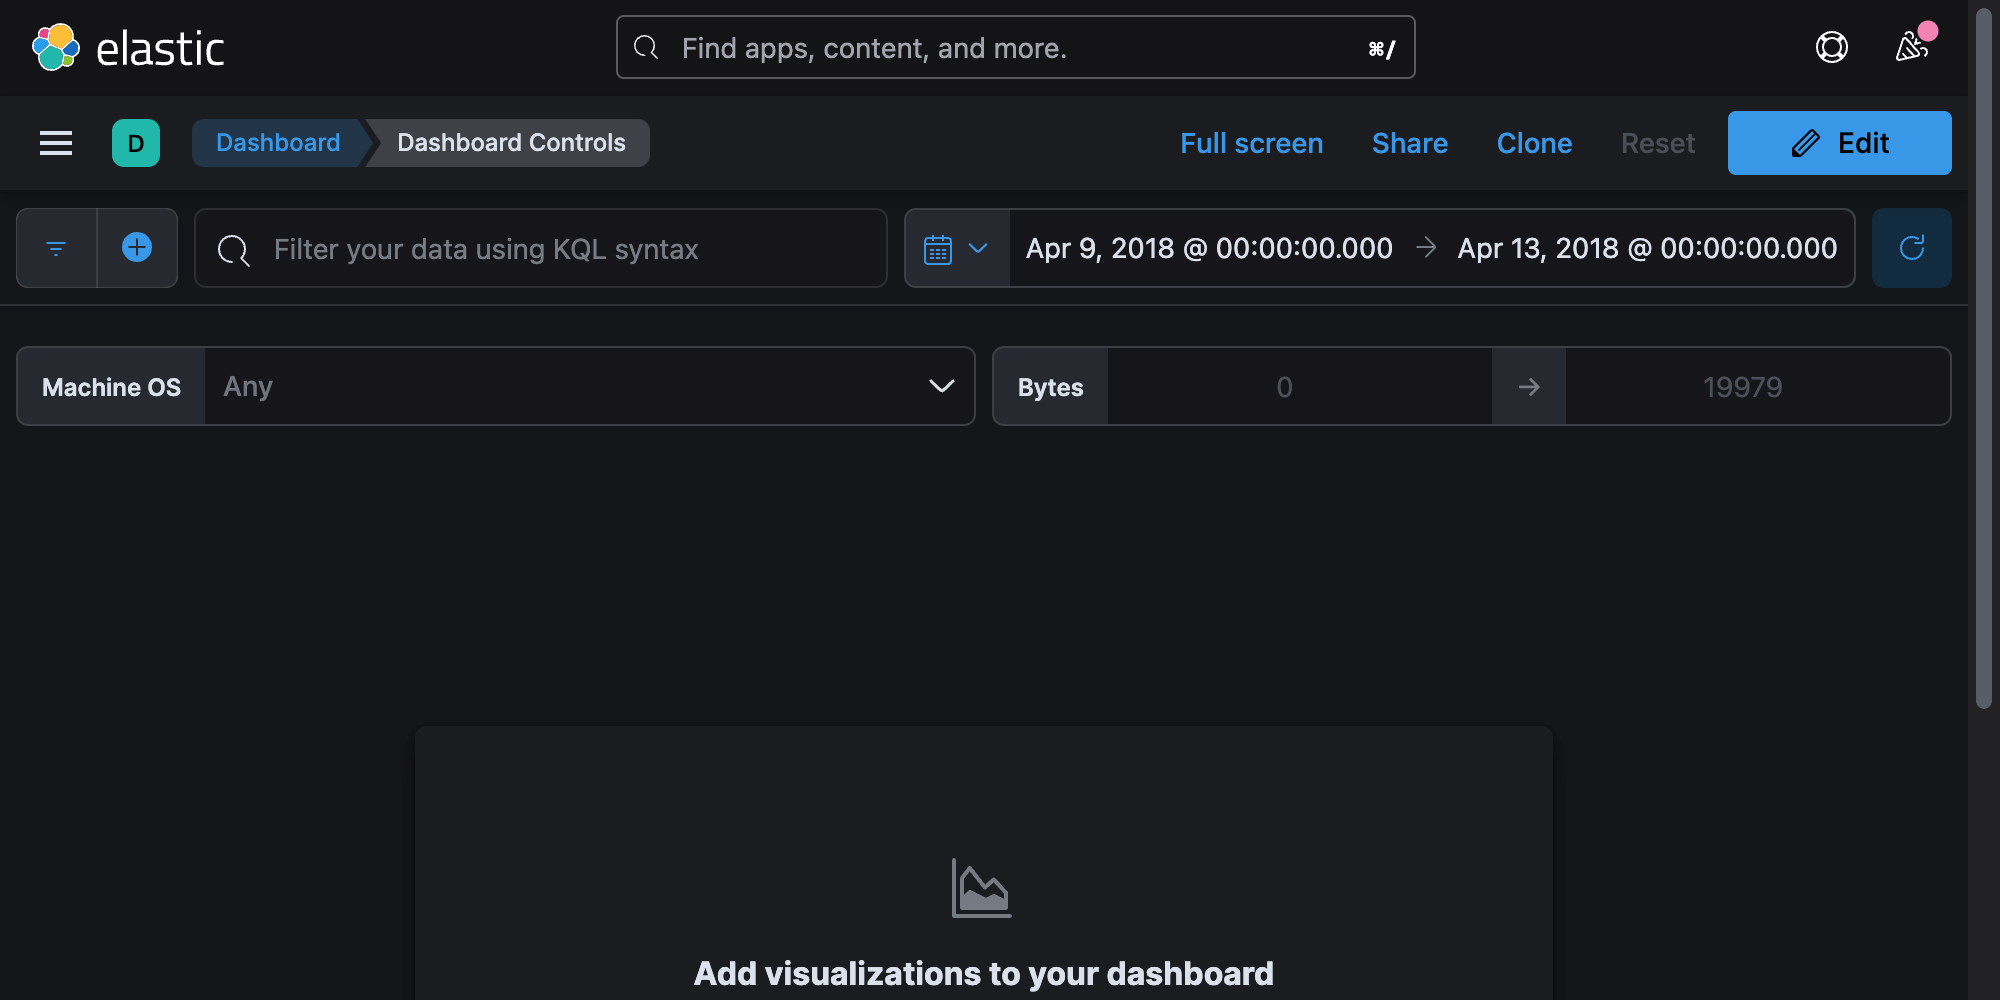 elastic
Find apps, content, and more.
⌘/
D
Dashboard
Dashboard Controls
Full screen
Share
Clone
Reset
Edit
Filter your data using KQL syntax
Apr 9, 2018 @ 00:00:00.000 → Apr 13, 2018 @ 00:00:00.000
Machine OS
Any
Bytes
0 → 19979
Add visualizations to your dashboard